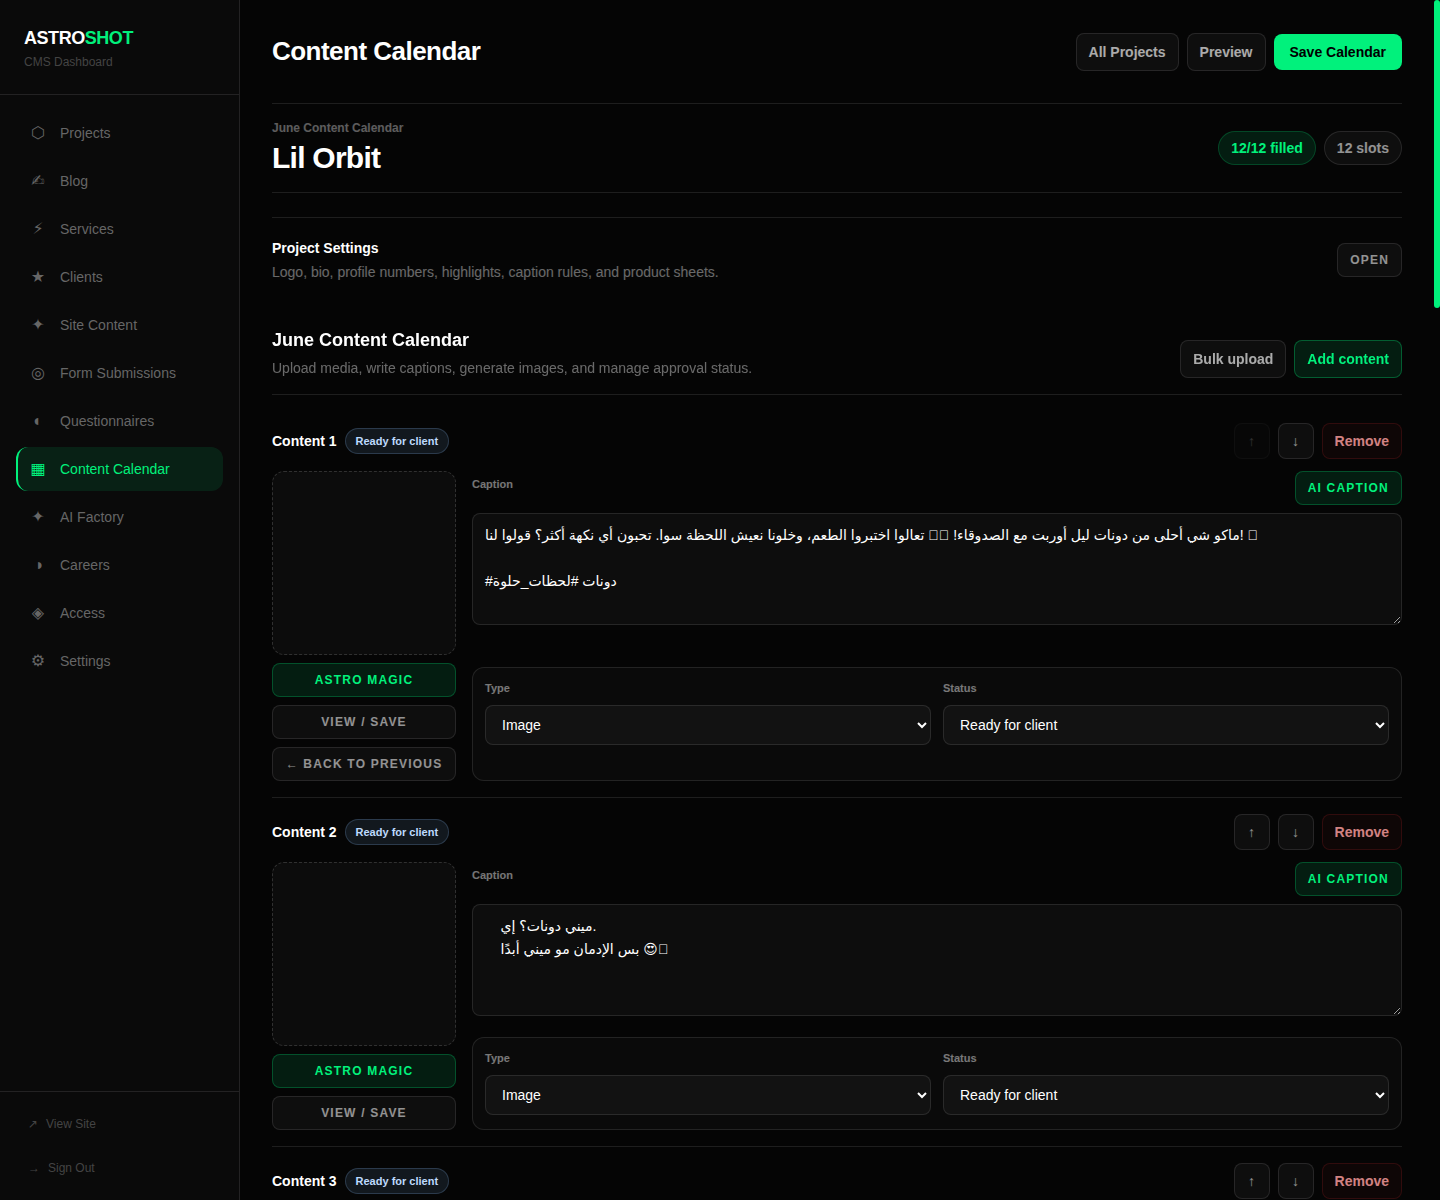 ASTROSHOT
CMS Dashboard
Projects
Blog
Services
Clients
Site Content
Form Submissions
Questionnaires
Content Calendar
AI Factory
Careers
Access
Settings
↗ View Site
→ Sign Out
Content Calendar
All Projects
Preview
Save Calendar
June Content Calendar
Lil Orbit
12/12 filled
12 slots
Project Settings
Logo, bio, profile numbers, highlights, caption rules, and product sheets.
OPEN
June Content Calendar
Upload media, write captions, generate images, and manage approval status.
Bulk upload
Add content
Content 1
Ready for client
↑
↓
Remove
Caption
AI CAPTION
ماكو شي أحلى من دونات ليل أوربت مع الصدوقاء! تعالوا اختبروا الطعم، وخلونا نعيش اللحظة سوا. تحبون أي نكهة أكثر؟ قولوا لنا!
#دونات #لحظات_حلوة
ASTRO MAGIC
VIEW / SAVE
← BACK TO PREVIOUS
Type
Status
Image
Ready for client
Content 2
Ready for client
↑
↓
Remove
Caption
AI CAPTION
ميني دونات؟ إي.
بس الإدمان مو ميني أبدًا 😍
ASTRO MAGIC
VIEW / SAVE
Type
Status
Image
Ready for client
Content 3
Ready for client
↑
↓
Remove